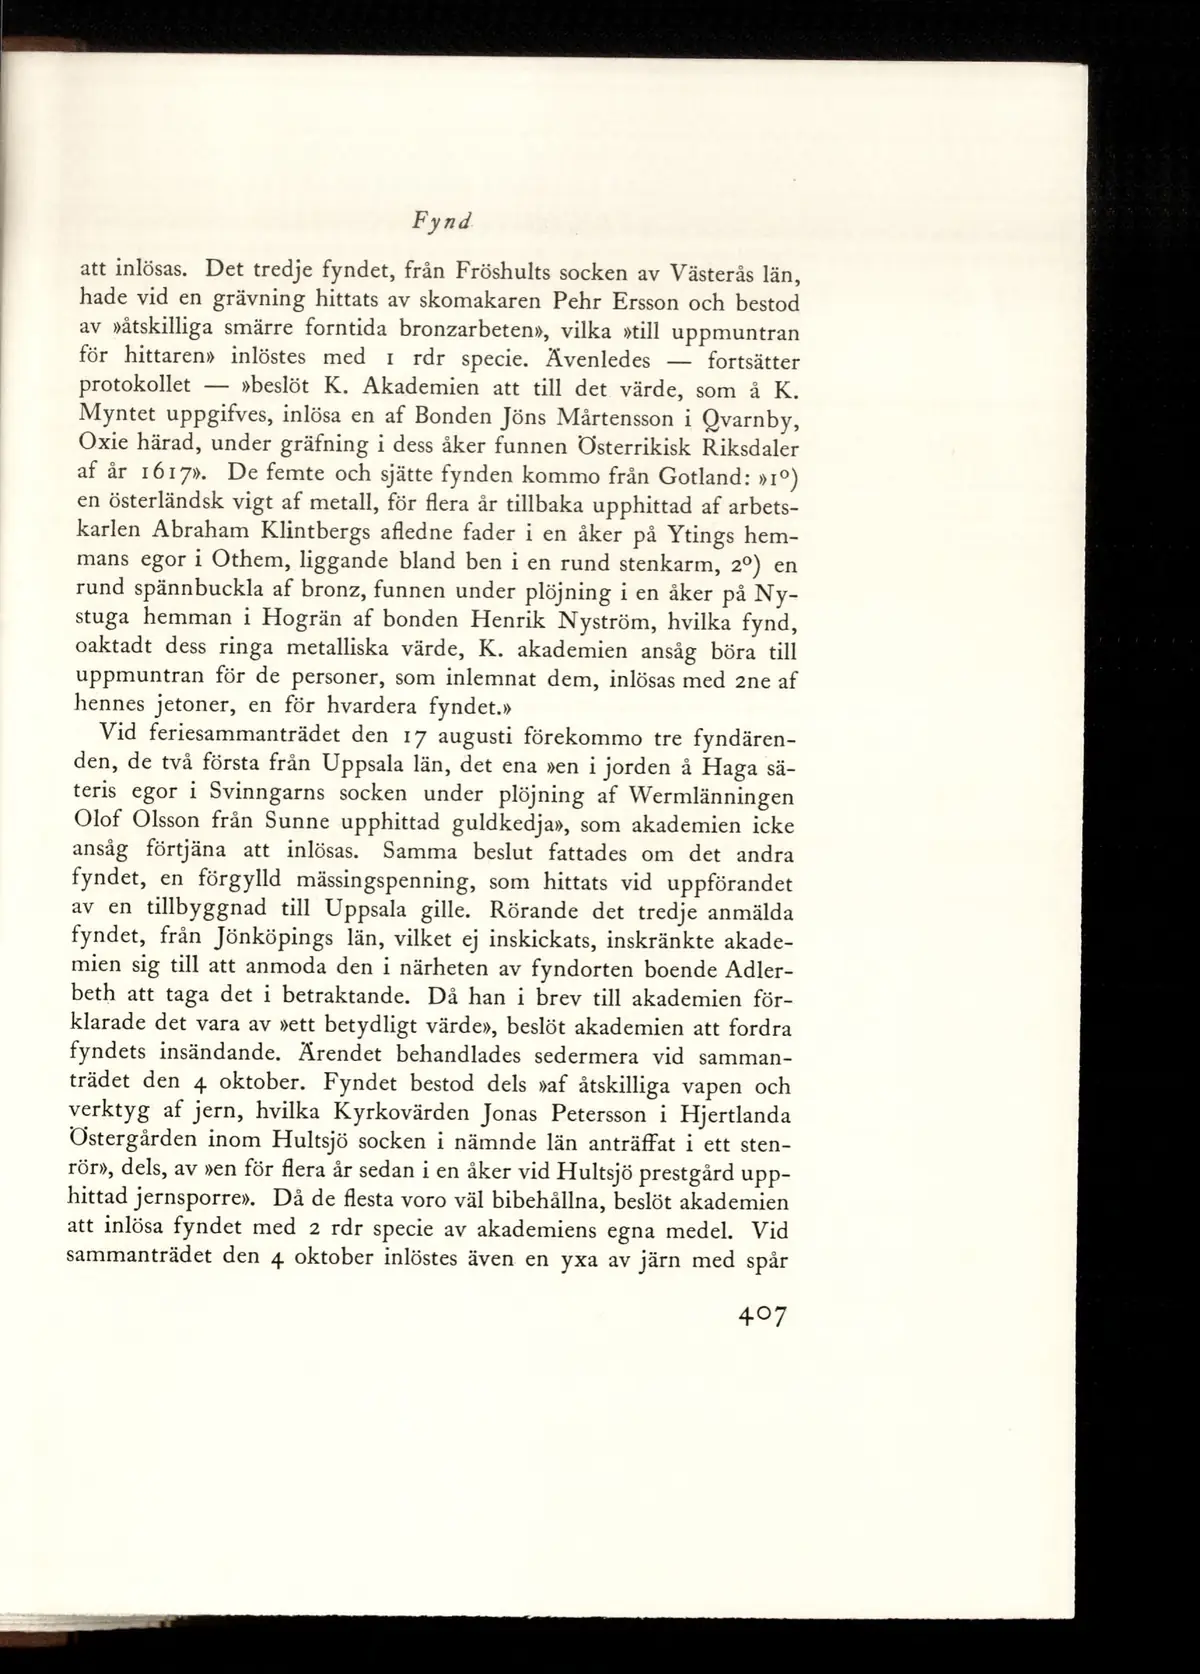 Fynd
att inlösas. Det tredje fyndet, från Fröshults socken av Västerås län,
hade vid en grävning hittats av skomakaren Pehr Ersson och bestod
av »åtskilliga smärre forntida bronzarbeten», vilka »till uppmuntran
för hittaren» inlöstes med 1 rdr specie. Ävenledes — fortsätter
protokollet — »beslöt K. Akademien att till det värde, som å K.
Myntet uppgifves, inlösa en af Bonden Jöns Mårtensson i Qvarnby,
Oxie härad, under gräfning i dess åker funnen Österrikisk Riksdaler
af år 1617». De femte och sjätte fynden kommo från Gotland: »1°)
en österländsk vigt af metall, för flera år tillbaka upphittad af arbets-
karlen Abraham Klintbergs afledne fader i en åker på Ytings hem-
mans egor i Othem, liggande bland ben i en rund stenkarm, 2°) en
rund spännbuckla af bronz, funnen under plöjning i en åker på Ny-
stuga hemman i Hogrän af bonden Henrik Nyström, hvilka fynd,
oaktadt dess ringa metalliska värde, K. akademien ansåg böra till
uppmuntran för de personer, som inlemnat dem, inlösas med 2ne af
hennes jetoner, en för hvardera fyndet.»
Vid feriesammanträdet den 17 augusti förekommo tre fyndären-
den, de två första från Uppsala län, det ena »en i jorden å Haga sä-
teris egor i Svinngarns socken under plöjning af Wermlänningen
Olof Olsson från Sunne upphittad guldkedja», som akademien icke
ansåg förtjäna att inlösas. Samma beslut fattades om det andra
fyndet, en förgylld mässingspenning, som hittats vid uppförandet
av en tillbyggnad till Uppsala gille. Rörande det tredje anmälda
fyndet, från Jönköpings län, vilket ej inskickats, inskränkte akade-
mien sig till att anmoda den i närheten av fyndorten boende Adler-
beth att taga det i betraktande. Då han i brev till akademien för-
klarade det vara av »ett betydligt värde», beslöt akademien att fordra
fyndets insändande. Ärendet behandlades sedermera vid samman-
trädet den 4 oktober. Fyndet bestod dels »af åtskilliga vapen och
verktyg af jern, hvilka Kyrkovärden Jonas Petersson i Hjertlanda
Östergården inom Hultsjö socken i nämnde län anträffat i ett sten-
rör», dels, av »en för flera år sedan i en åker vid Hultsjö prestgård upp-
hittad jernsporre». Då de flesta voro väl bibehållna, beslöt akademien
att inlösa fyndet med 2 rdr specie av akademiens egna medel. Vid
sammanträdet den 4 oktober inlöstes även en yxa av järn med spår
407